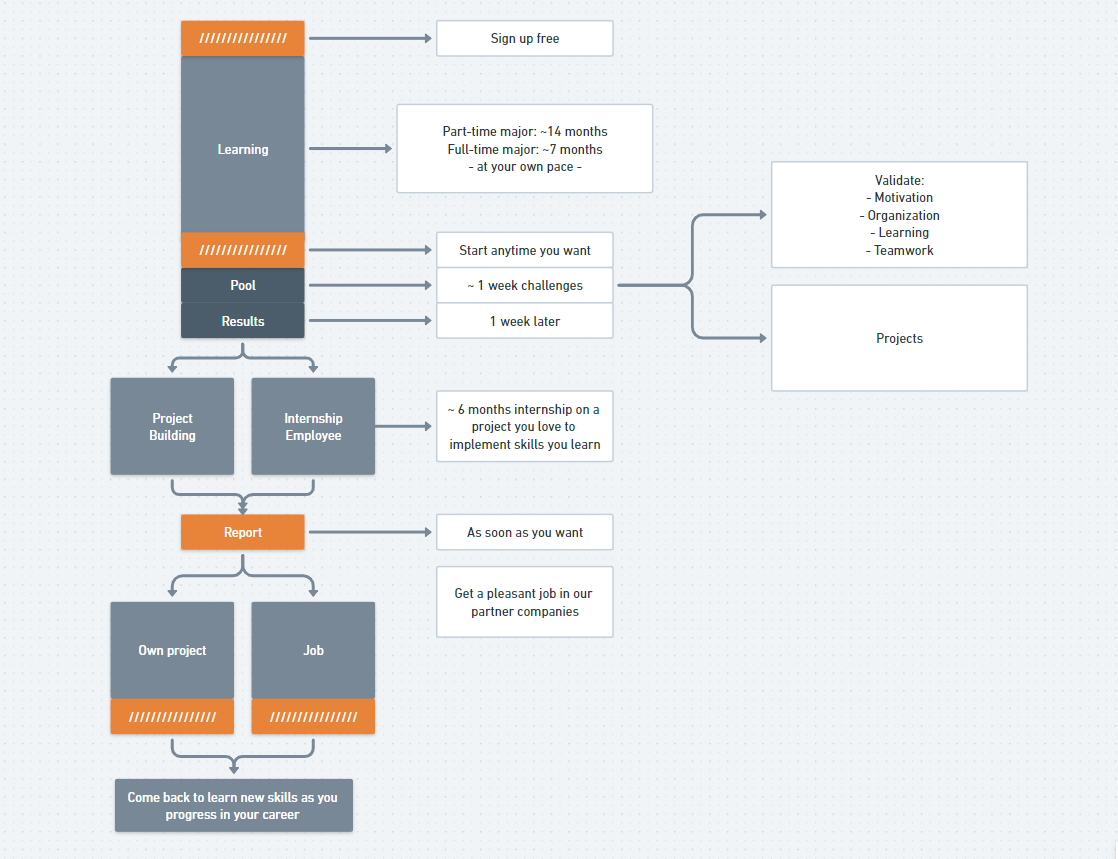 ////////////////
Sign up free
Learning
Part-time major: ~14 months
Full-time major: ~7 months
- at your own pace -
Validate:
- Motivation
- Organization
- Learning
- Teamwork
////////////////
Start anytime you want
Pool
~ 1 week challenges
Results
1 week later
Projects
Project
Building
Internship
Employee
~ 6 months internship on a
project you love to
implement skills you learn
Report
As soon as you want
Get a pleasant job in our
partner companies
Own project
Job
////////////////
////////////////
Come back to learn new skills as you
progress in your career